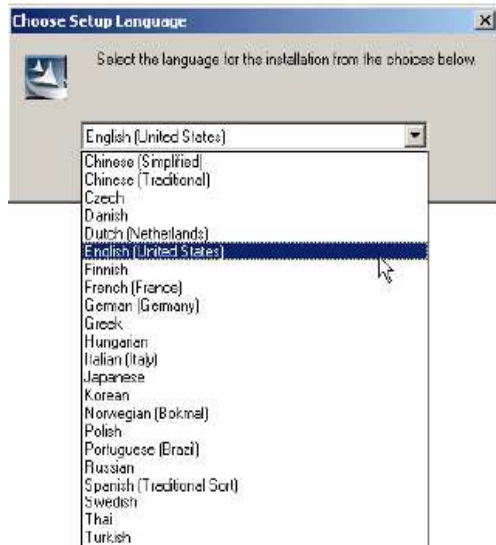 Choose Setup Language
Select the language for the installation from the choices below.
English (United States)
Chinese (Simplified)
Chinese (Traditional)
Czech
Danish
Dutch (Netherlands)
English (United States)
Finnish
French (France)
German (Germany)
Greek
Hungarian
Italian (Italy)
Japanese
Korean
Norwegian (Bokmal)
Polish
Portuguese (Brazil)
Russian
Spanish (Traditional Sort)
Swedish
Thai
Turkish